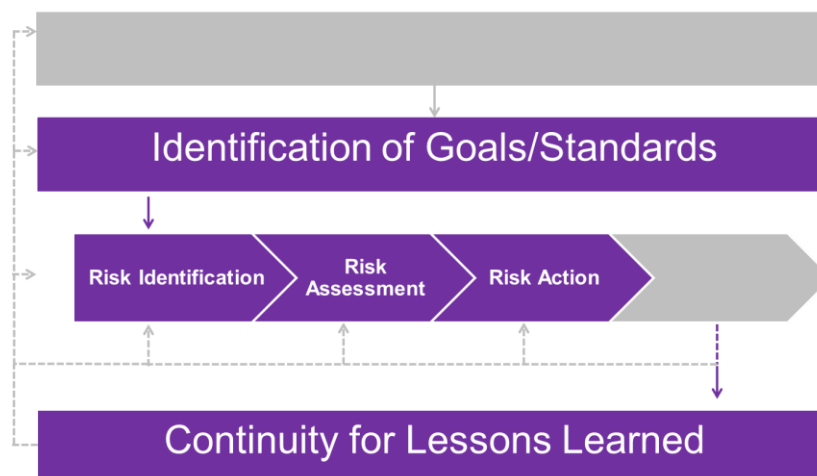 Identification of Goals/Standards
Risk Identification
Risk
Assessment
Risk Action
Continuity for Lessons Learned